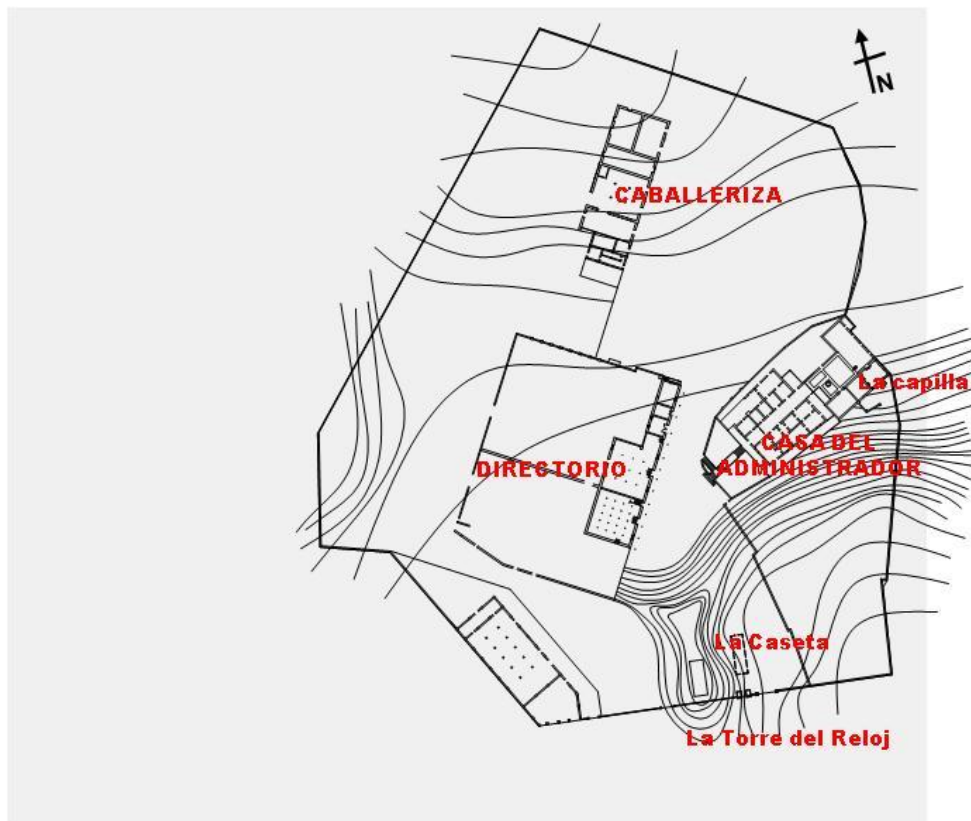 N
CABALLERIZA
La capilla
CASA DEL
ADMINISTRADOR
DIRECTORIO
La Caseta
La Torre del Reloj